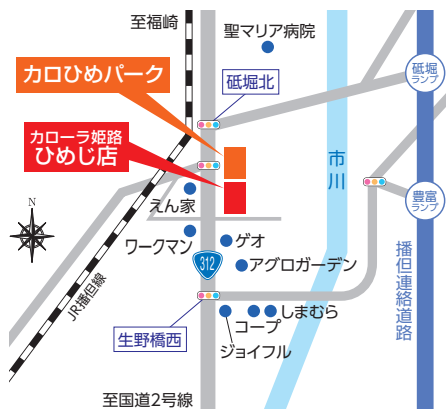 至福崎
聖マリア病院
カロひめパーク
砥堀北
砥堀
ランプ
カローラ姫路
ひめじ店
市川
えん家
豊富
ランプ
N
ワークマン
ゲオ
312
アグロガーデン
JR播但線
播但連絡道路
しまむら
生野橋西
コープ
ジョイフル
至国道2号線